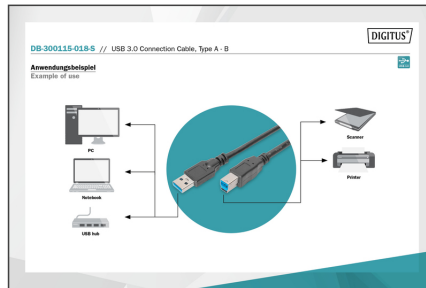 DIGITUS®
DB-300115-018-S // USB 3.0 Connection Cable, Type A - B
Anwendungsbeispiel
Example of use
PC
Notebook
USB hub
Scanner
Printer